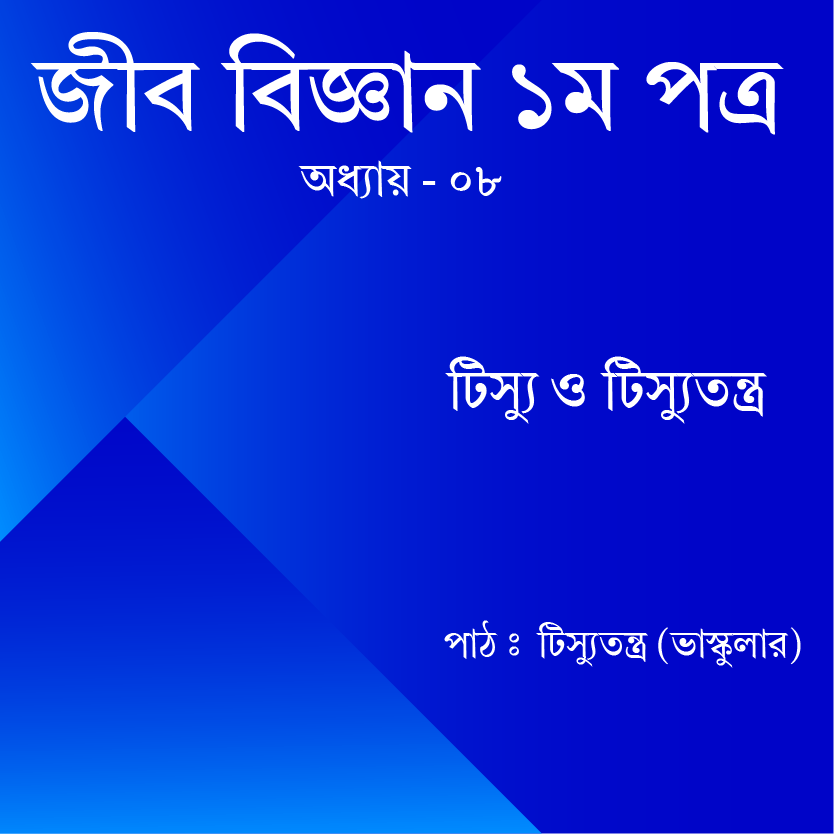 জীব বিজ্ঞান ১ম পত্র
অধ্যায় - ০৮
টিস্যু ও টিস্যুতন্ত্র
পাঠ ঃ টিস্যুতন্ত্র (ভাস্কুলার)